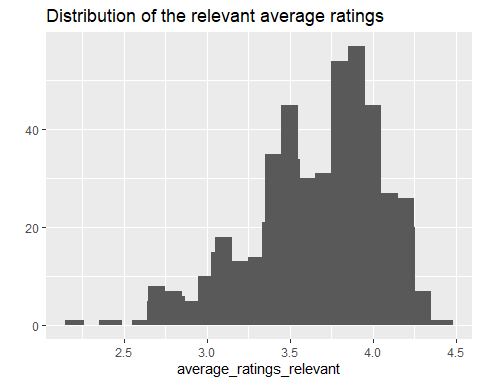 Distribution of the relevant average ratings
40
20
0
2.5 3.0 3.5 4.0 4.5
average_ratings_relevant